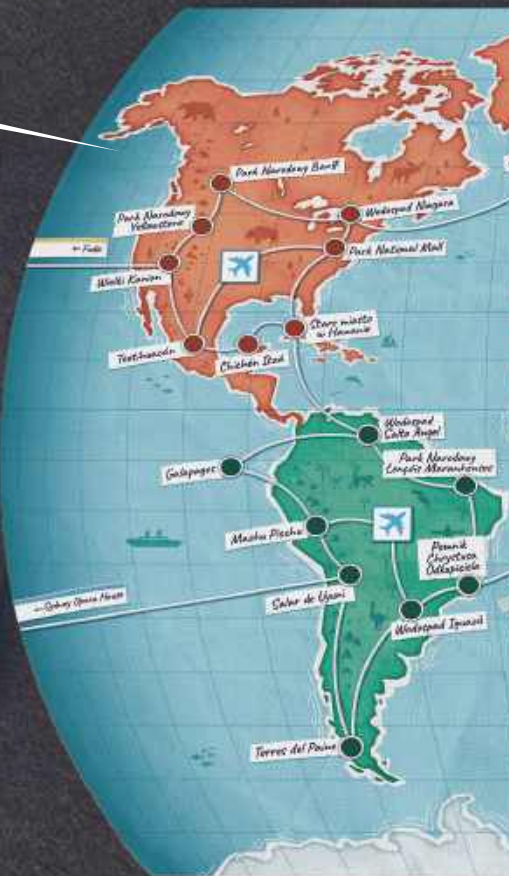 Park Narodowy Banff
Wodospad Niagara
Park Narodowy
Yellowstone
Park National Mall
← Fudżi
Wielki Kanion
Stare miasto
w Hawanie
Teotihuacán
Chichén Itzá
Wodospad
Salto Angel
Park Narodowy
Lençóis Maranhenses
Galapagos
Machu Picchu
Pomnik
Chrystusa
Odkupiciela
← Sydney Opera House
Salar de Uyuni
Wodospad Iguazú
Torres del Paine